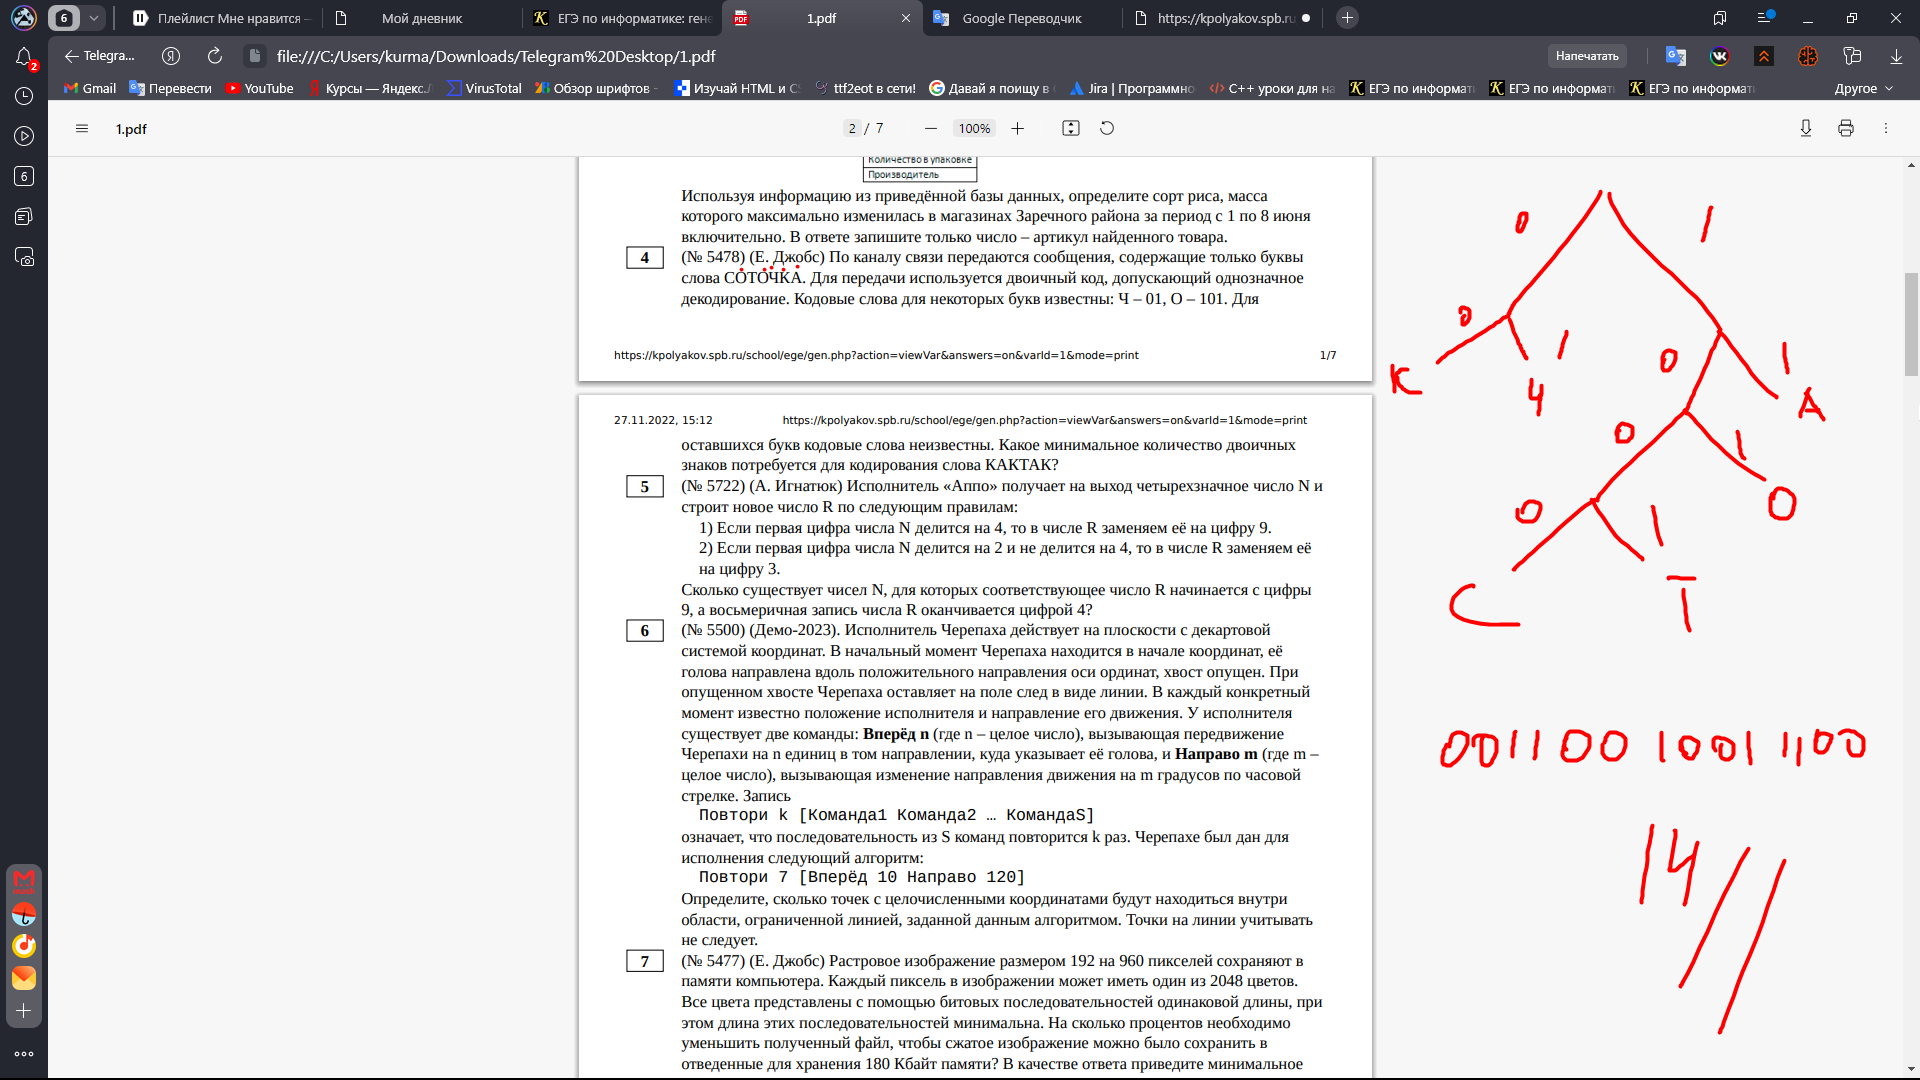 6
Плейлист Мне нравится
Мой дневник
ЕГЭ по информатике: гене
1.pdf
Google Переводчик
https://kpolyakov.spb.ru
Telegra...
file:///C:/Users/kurma/Downloads/Telegram%20Desktop/1.pdf
Напечатать
Gmail
Перевести
YouTube
Курсы — Яндекс.
VirusTotal
Обзор шрифтов -
Изучай HTML и C
ttf2eot в сети!
Давай я поищу в
Jira | Программно
C++ уроки для на
ЕГЭ по информат
ЕГЭ по информат
ЕГЭ по информат
Другое
1.pdf
2 / 7
100%
Количество в упаковке
Производитель
Используя информацию из приведённой базы данных, определите сорт риса, масса
которого максимально изменилась в магазинах Заречного района за период с 1 по 8 июня
включительно. В ответе запишите только число – артикул найденного товара.
4
(№ 5478) (Е. Джобс) По каналу связи передаются сообщения, содержащие только буквы
слова СОТОЧКА. Для передачи используется двоичный код, допускающий однозначное
декодирование. Кодовые слова для некоторых букв известны: Ч – 01, О – 101. Для
https://kpolyakov.spb.ru/school/ege/gen.php?action=viewVar&answers=on&varId=1&mode=print
1/7
27.11.2022, 15:12
https://kpolyakov.spb.ru/school/ege/gen.php?action=viewVar&answers=on&varId=1&mode=print
оставшихся букв кодовые слова неизвестны. Какое минимальное количество двоичных
знаков потребуется для кодирования слова КАКТАК?
5
(№ 5722) (А. Игнатюк) Исполнитель «Аппо» получает на выход четырехзначное число N и
строит новое число R по следующим правилам:
1) Если первая цифра числа N делится на 4, то в числе R заменяем её на цифру 9.
2) Если первая цифра числа N делится на 2 и не делится на 4, то в числе R заменяем её
на цифру 3.
Сколько существует чисел N, для которых соответствующее число R начинается с цифры
9, а восьмеричная запись числа R оканчивается цифрой 4?
6
(№ 5500) (Демо-2023). Исполнитель Черепаха действует на плоскости с декартовой
системой координат. В начальный момент Черепаха находится в начале координат, её
голова направлена вдоль положительного направления оси ординат, хвост опущен. При
опущенном хвосте Черепаха оставляет на поле след в виде линии. В каждый конкретный
момент известно положение исполнителя и направление его движения. У исполнителя
существует две команды: Вперёд n (где n – целое число), вызывающая передвижение
Черепахи на n единиц в том направлении, куда указывает её голова, и Направо m (где m –
целое число), вызывающая изменение направления движения на m градусов по часовой
стрелке. Запись
Повтори k [Команда1 Команда2 … КомандаS]
означает, что последовательность из S команд повторится k раз. Черепахе был дан для
исполнения следующий алгоритм:
Повтори 7 [Вперёд 10 Направо 120]
Определите, сколько точек с целочисленными координатами будут находиться внутри
области, ограниченной линией, заданной данным алгоритмом. Точки на линии учитывать
не следует.
7
(№ 5477) (Е. Джобс) Растровое изображение размером 192 на 960 пикселей сохраняют в
памяти компьютера. Каждый пиксель в изображении может иметь один из 2048 цветов.
Все цвета представлены с помощью битовых последовательностей одинаковой длины, при
этом длина этих последовательностей минимальна. На сколько процентов необходимо
уменьшить полученный файл, чтобы сжатое изображение можно было сохранить в
отведенные для хранения 180 Кбайт памяти? В качестве ответа приведите минимальное
0 1
0 1 0 1
К Ч А
0 1
0 1 О
С Т
001100 1001 1100
14
2
6